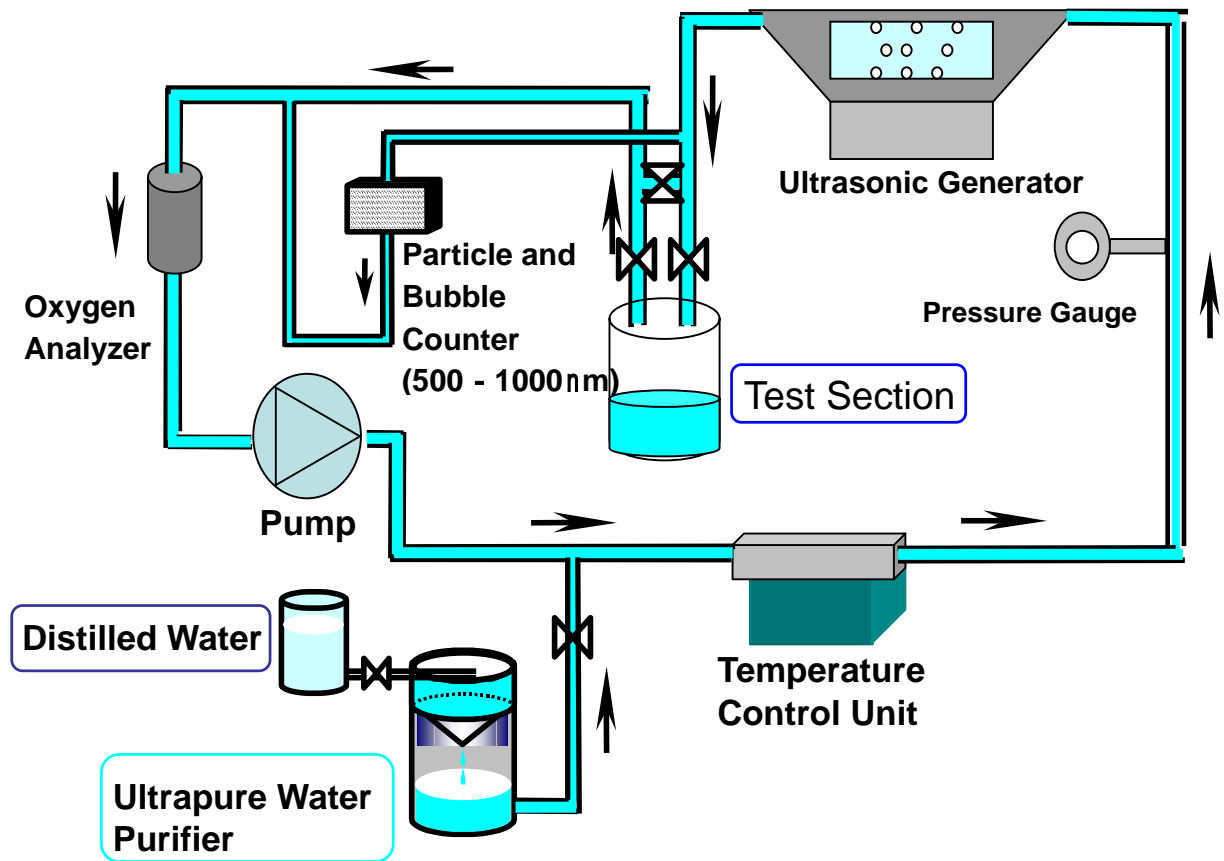 Ultrasonic Generator
Particle and
Bubble
Counter
(500 - 1000nm)
Oxygen
Analyzer
Pressure Gauge
Test Section
Pump
Distilled Water
Temperature
Control Unit
Ultrapure Water
Purifier